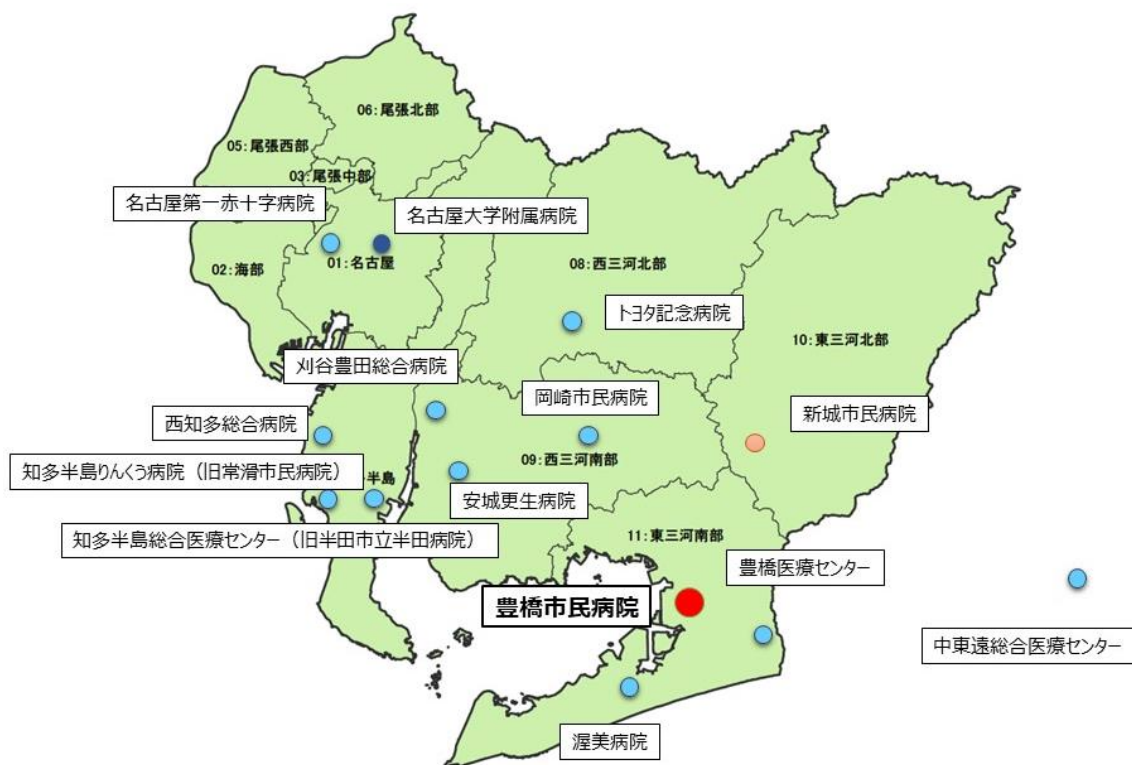 06：尾張北部
05：尾張西部
03：尾張中部
名古屋第一赤十字病院
名古屋大学附属病院
01：名古屋
02：海部
08：西三河北部
トヨタ記念病院
10：東三河北部
刈谷豊田総合病院
岡崎市民病院
新城市民病院
西知多総合病院
09：西三河南部
知多半島りんくう病院（旧常滑市民病院）
半島
安城更生病院
知多半島総合医療センター（旧半田市立半田病院）
11：東三河南部
豊橋医療センター
豊橋市民病院
中東遠総合医療センター
渥美病院